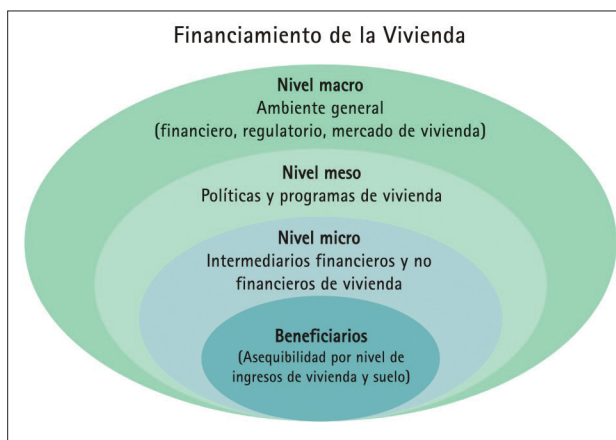 Financiamiento de la Vivienda
Nivel macro
Ambiente general
(financiero, regulatorio, mercado de vivienda)
Nivel meso
Políticas y programas de vivienda
Nivel micro
Intermediarios financieros y no
financieros de vivienda
Beneficiarios
(Asequibilidad por nivel de
ingresos de vivienda y suelo)